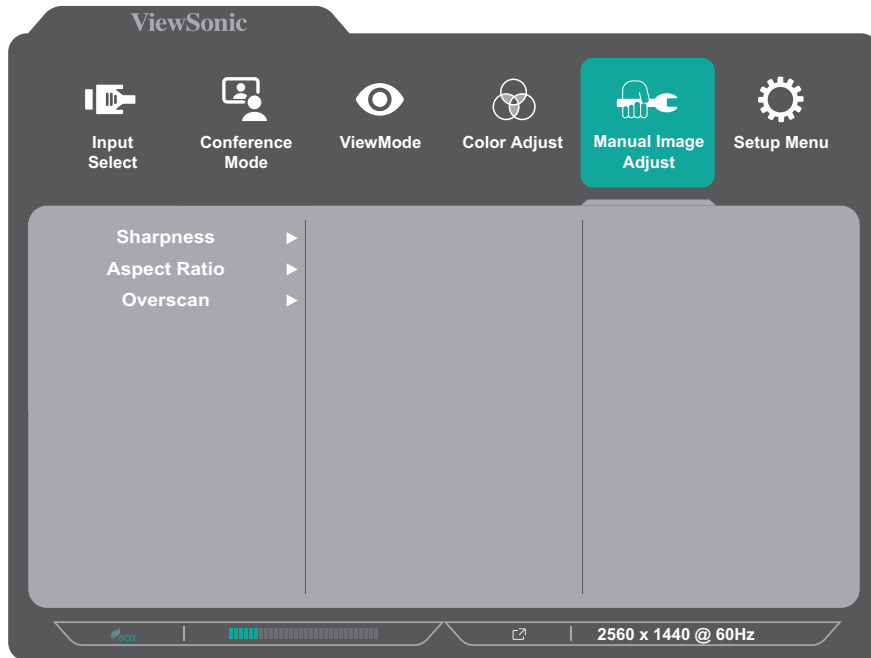 ViewSonic
Input
Select
Conference
Mode
ViewMode
Color Adjust
Manual Image
Adjust
Setup Menu
Sharpness
Aspect Ratio
Overscan
eco
2560 x 1440 @ 60Hz